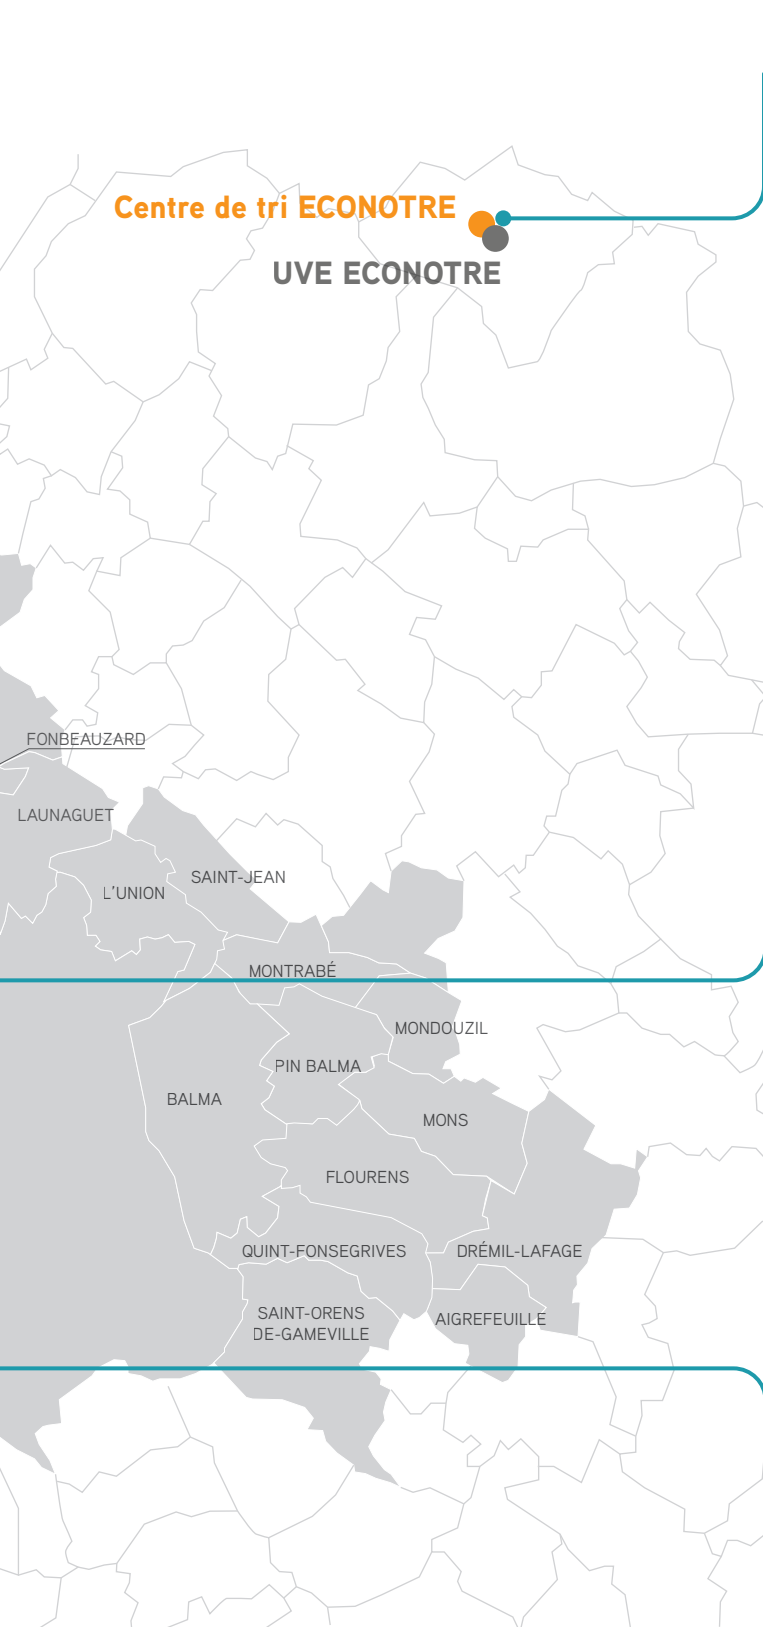 Centre de tri ECONOTRE
UVE ECONOTRE
FONBEAUZARD
LAUNAGUET
SAINT-JEAN
L'UNION
MONTRABÉ
MONDOUZIL
PIN BALMA
BALMA
MONS
FLOURENS
QUINT-FONSEGRIVES
DRÉMIL-LAFAGE
SAINT-ORENS
DE-GAMEVILLE
AIGREFEUILLE